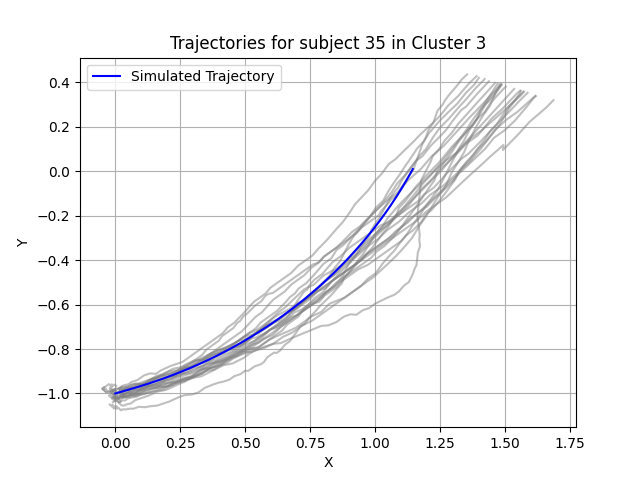 Trajectories for subject 35 in Cluster 3
Simulated Trajectory
0.4
0.2
0.0
−0.2
−0.4
−0.6
−0.8
−1.0
Y
0.00 0.25 0.50 0.75 1.00 1.25 1.50 1.75
X